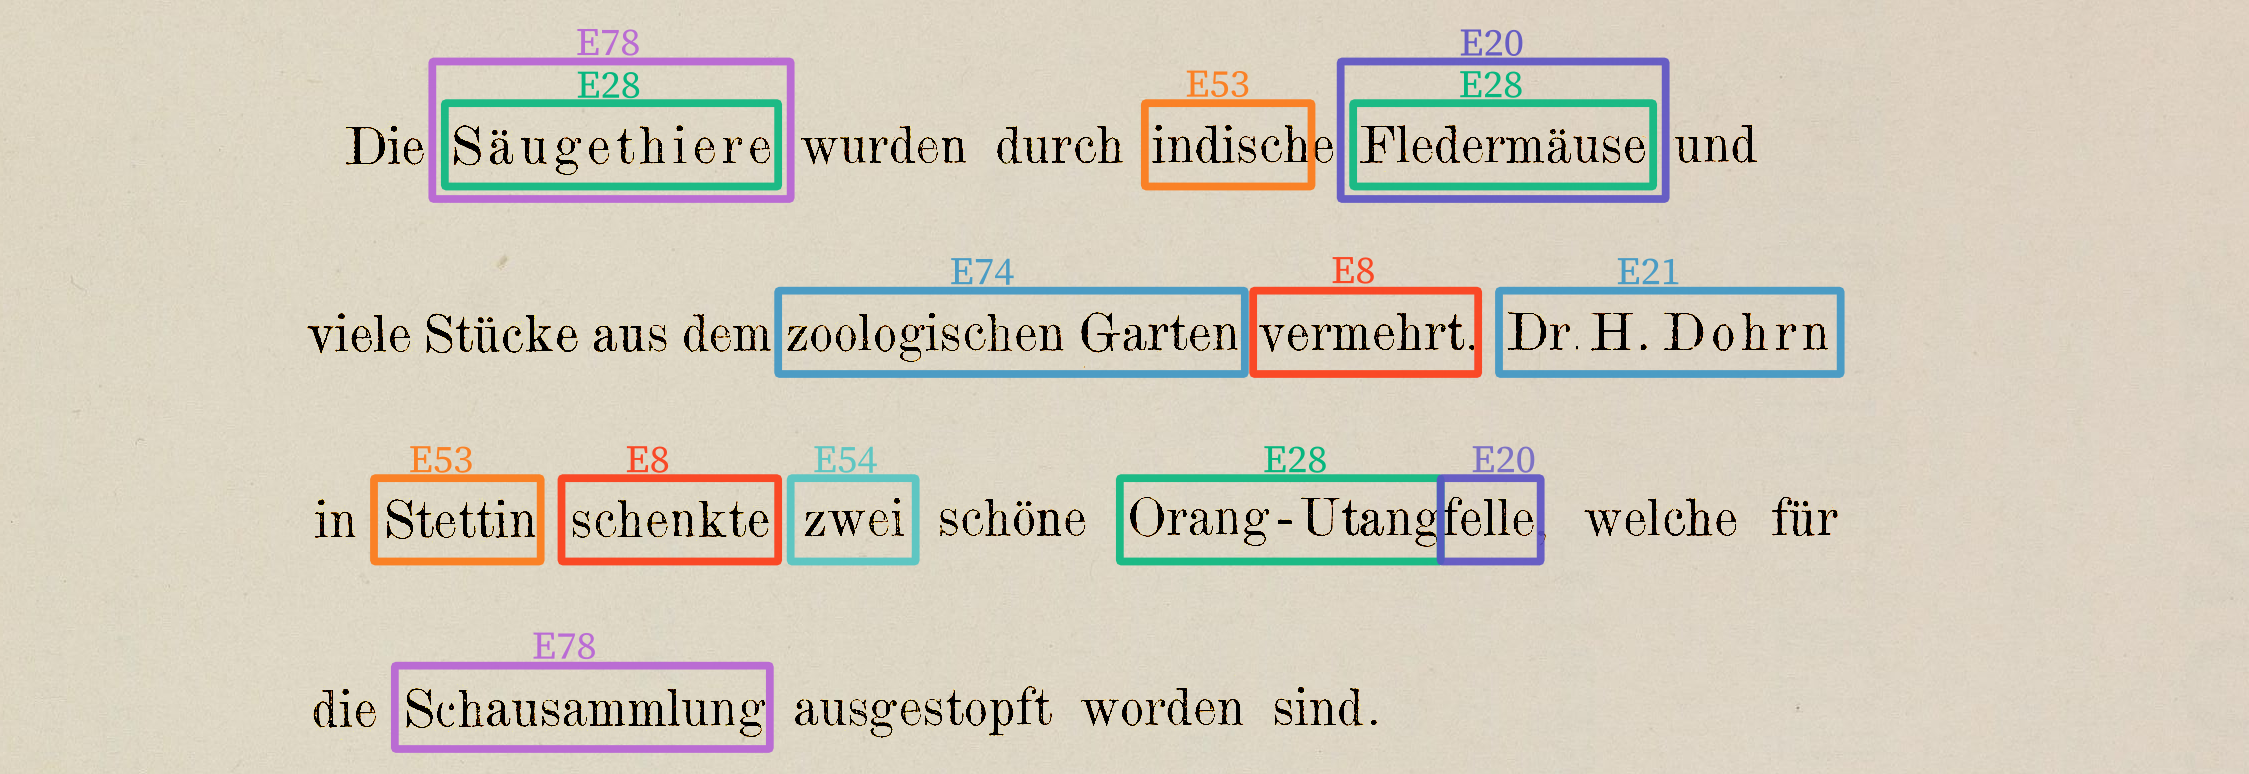 E78 E20
E28 E53 E28
Die Säugethiere wurden durch indische Fledermäuse und
E74 E8 E21
viele Stücke aus dem zoologischen Garten vermehrt. Dr. H. Dohrn
E53 E8 E54 E28 E20
in Stettin schenkte zwei schöne Orang-Utangfelle, welche für
E78
die Schausammlung ausgestopft worden sind.